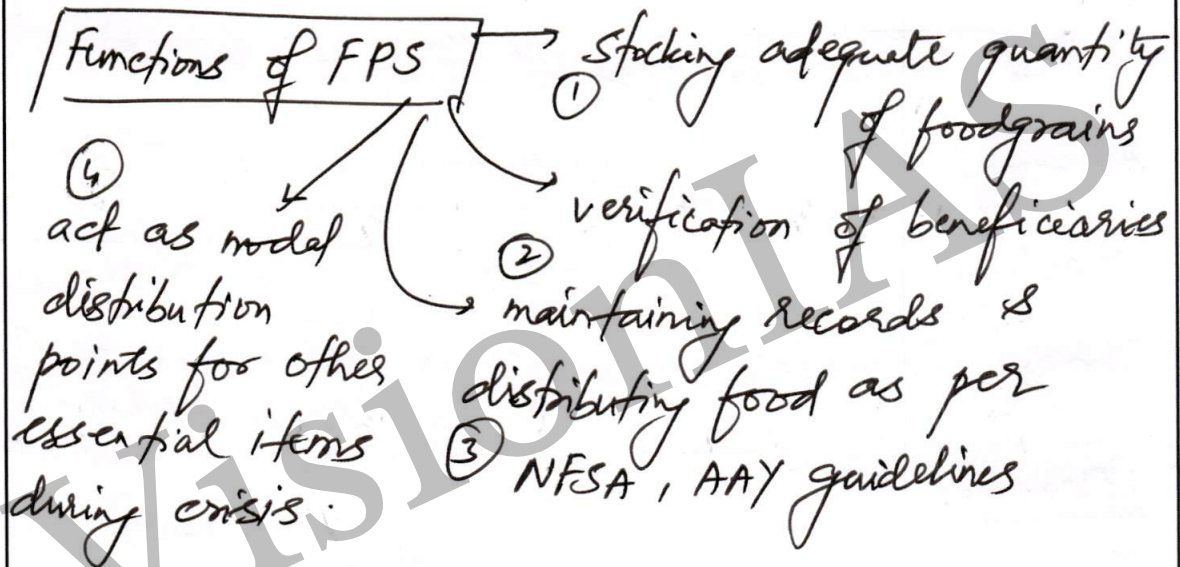 Functions of FPS
① stocking adequate quantity
of foodgrains
② verification of beneficiaries
③ maintaining records &
distributing food as per
NFSA, AAY guidelines
④
act as nodal
distribution
points for other
essential items
during crisis.
VisionIAS